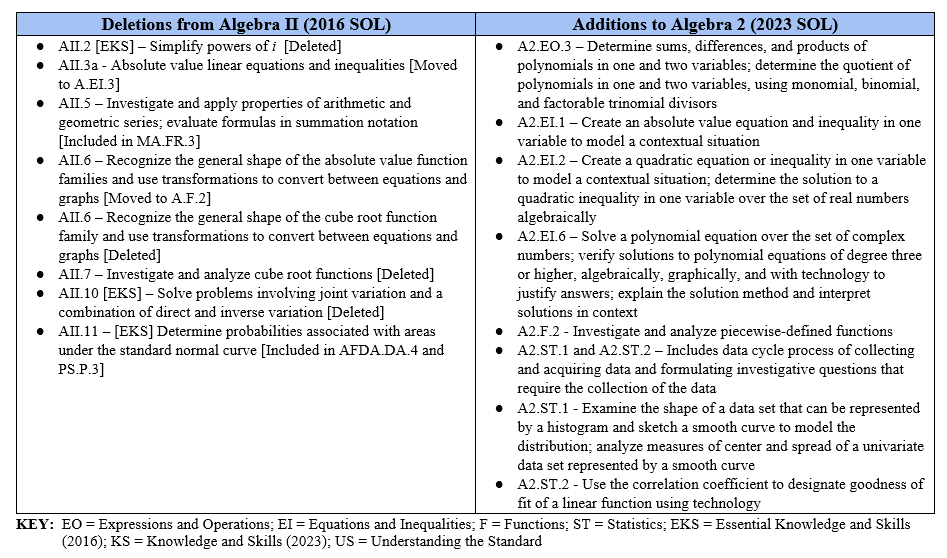 Deletions from Algebra II (2016 SOL)
● AII.2 [EKS] – Simplify powers of i [Deleted]
● AII.3a - Absolute value linear equations and inequalities [Moved
to A.EI.3]
● AII.5 – Investigate and apply properties of arithmetic and
geometric series; evaluate formulas in summation notation
[Included in MA.FR.3]
● AII.6 – Recognize the general shape of the absolute value function
families and use transformations to convert between equations and
graphs [Moved to A.F.2]
● AII.6 – Recognize the general shape of the cube root function
family and use transformations to convert between equations and
graphs [Deleted]
● AII.7 – Investigate and analyze cube root functions [Deleted]
● AII.10 [EKS] – Solve problems involving joint variation and a
combination of direct and inverse variation [Deleted]
● AII.11 – [EKS] Determine probabilities associated with areas
under the standard normal curve [Included in AFDA.DA.4 and
PS.P.3]
Additions to Algebra 2 (2023 SOL)
● A2.EO.3 – Determine sums, differences, and products of
polynomials in one and two variables; determine the quotient of
polynomials in one and two variables, using monomial, binomial,
and factorable trinomial divisors
● A2.EI.1 – Create an absolute value equation and inequality in one
variable to model a contextual situation
● A2.EI.2 – Create a quadratic equation or inequality in one variable
to model a contextual situation; determine the solution to a
quadratic inequality in one variable over the set of real numbers
algebraically
● A2.EI.6 – Solve a polynomial equation over the set of complex
numbers; verify solutions to polynomial equations of degree three
or higher, algebraically, graphically, and with technology to
justify answers; explain the solution method and interpret
solutions in context
● A2.F.2 - Investigate and analyze piecewise-defined functions
● A2.ST.1 and A2.ST.2 – Includes data cycle process of collecting
and acquiring data and formulating investigative questions that
require the collection of the data
● A2.ST.1 - Examine the shape of a data set that can be represented
by a histogram and sketch a smooth curve to model the
distribution; analyze measures of center and spread of a univariate
data set represented by a smooth curve
● A2.ST.2 - Use the correlation coefficient to designate goodness of
fit of a linear function using technology
KEY: EO = Expressions and Operations; EI = Equations and Inequalities; F = Functions; ST = Statistics; EKS = Essential Knowledge and Skills
(2016); KS = Knowledge and Skills (2023); US = Understanding the Standard